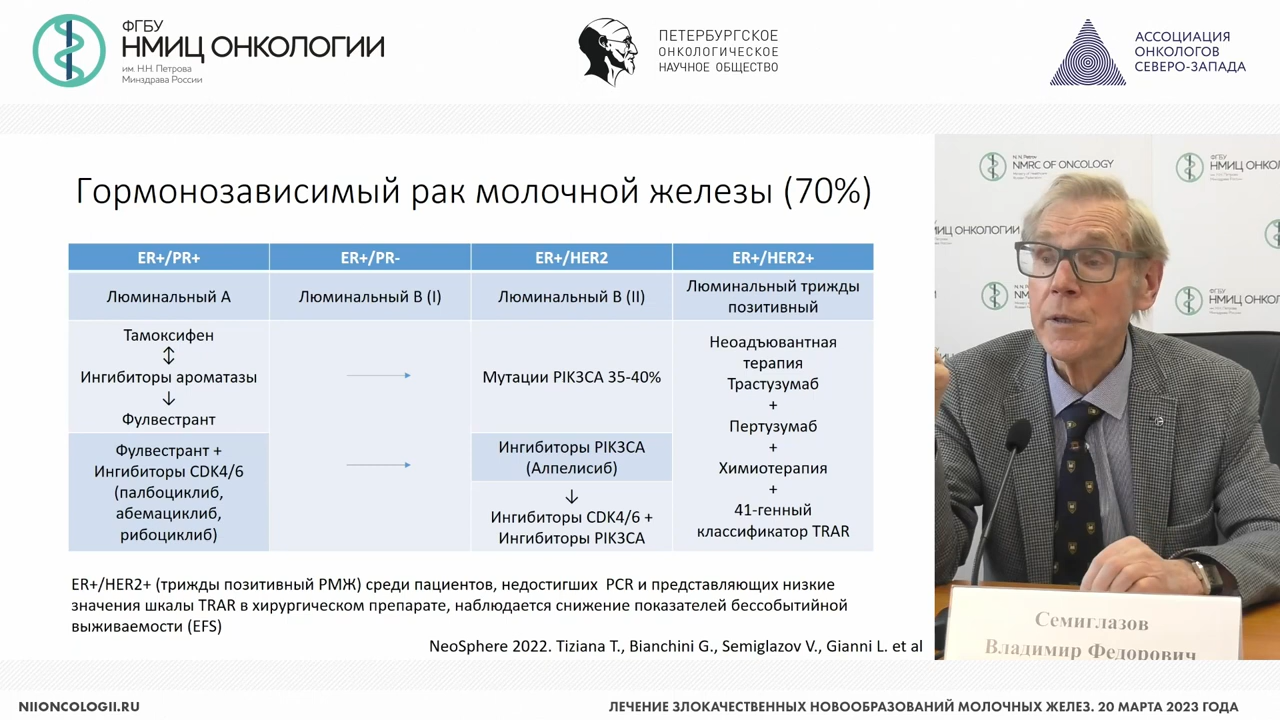 ФГБУ
НМИЦ ОНКОЛОГИИ
им. Н.Н. Петрова
Минздрава России
ПЕТЕРБУРГСКОЕ
ОНКОЛОГИЧЕСКОЕ
НАУЧНОЕ ОБЩЕСТВО
АССОЦИАЦИЯ
ОНКОЛОГОВ
СЕВЕРО-ЗАПАДА
Гормонозависимый рак молочной железы (70%)
ER+/PR+
ER+/PR-
ER+/HER2
ER+/HER2+
Люминальный А
Люминальный В (I)
Люминальный В (II)
Люминальный трижды
позитивный
Тамоксифен
↕
Ингибиторы ароматазы
↓
Фулвестрант
Мутации PIK3CA 35-40%
Неоадъювантная
терапия
Трастузумаб
+
Пертузумаб
+
Химиотерапия
+
41-генный
классификатор TRAR
Фулвестрант +
Ингибиторы CDK4/6
(палбоциклиб,
абемациклиб,
рибоциклиб)
Ингибиторы PIK3CA
(Алпелисиб)
↓
Ингибиторы CDK4/6 +
Ингибиторы PIK3CA
ER+/HER2+ (трижды позитивный РМЖ) среди пациентов, недостигших PCR и представляющих низкие
значения шкалы TRAR в хирургическом препарате, наблюдается снижение показателей бессобытийной
выживаемости (EFS)
NeoSphere 2022. Tiziana T., Bianchini G., Semiglazov V., Gianni L. et al
N.N. Petrov
NMRC OF ONCOLOGY
ФГБУ
НМИЦ ОНКО
ОНКОЛОГИИ
NMR
НМИЦ ОНКО
Семиглазов
Владимир Федорович
NIIONCOLOGII.RU
ЛЕЧЕНИЕ ЗЛОКАЧЕСТВЕННЫХ НОВООБРАЗОВАНИЙ МОЛОЧНЫХ ЖЕЛЕЗ. 20 МАРТА 2023 ГОДА